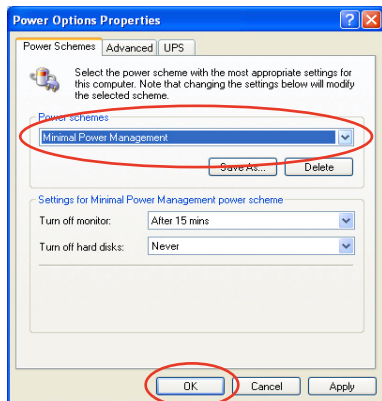 Power Options Properties
Power Schemes Advanced UPS
Select the power scheme with the most appropriate settings for
this computer. Note that changing the settings below will modify
the selected scheme.
Power schemes
Minimal Power Management
Save As... Delete
Settings for Minimal Power Management power scheme
Turn off monitor: After 15 mins
Turn off hard disks: Never
OK Cancel Apply